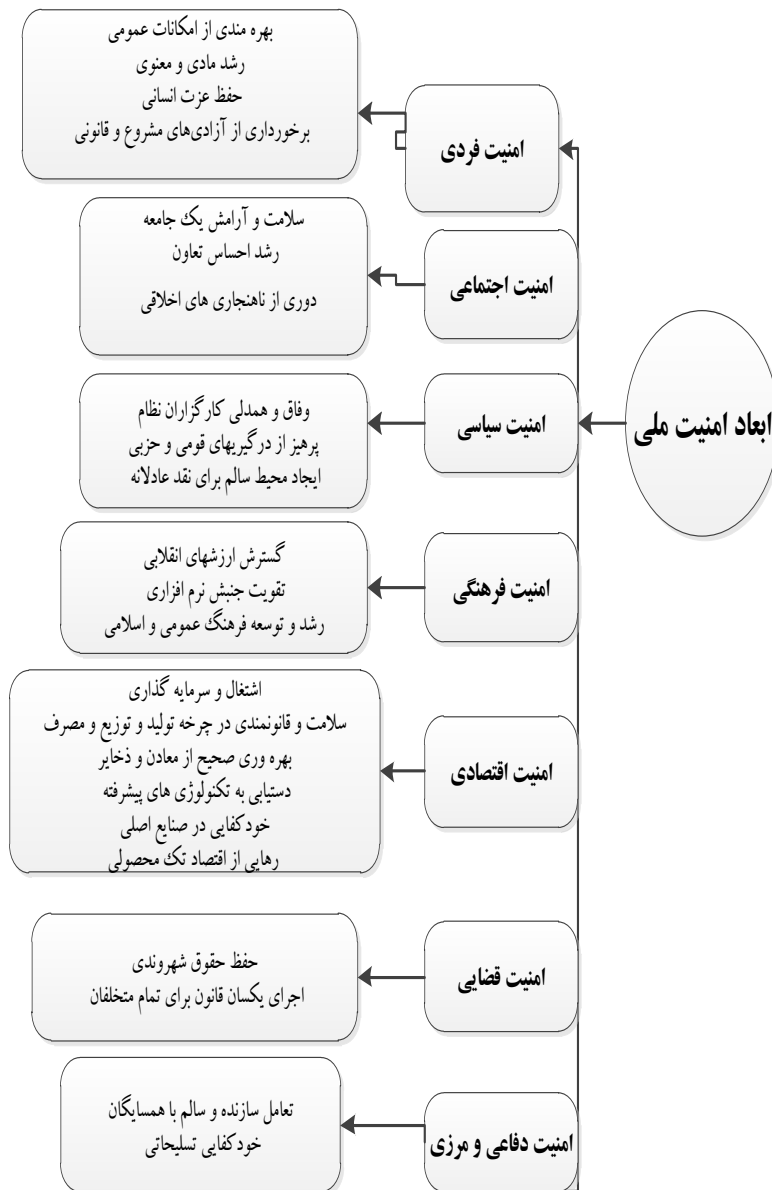 ابعاد امنیت ملی
امنیت فردی
بهره مندی از امکانات عمومی
رشد مادی و معنوی
حفظ عزت انسانی
برخورداری از آزادی‌های مشروع و قانونی
امنیت اجتماعی
سلامت و آرامش یک جامعه
رشد احساس تعاون
دوری از ناهنجاری های اخلاقی
امنیت سیاسی
وفاق و همدلی کارگزاران نظام
پرهیز از درگیریهای قومی و حزبی
ایجاد محیط سالم برای نقد عادلانه
امنیت فرهنگی
گسترش ارزشهای انقلابی
تقویت جنبش نرم افزاری
رشد و توسعه فرهنگ عمومی و اسلامی
امنیت اقتصادی
اشتغال و سرمایه گذاری
سلامت و قانونمندی در چرخه تولید و توزیع و مصرف
بهره وری صحیح از معادن و ذخایر
دستیابی به تکنولوژی های پیشرفته
خودکفایی در صنایع اصلی
رهایی از اقتصاد تک محصولی
امنیت قضایی
حفظ حقوق شهروندی
اجرای یکسان قانون برای تمام متخلفان
امنیت دفاعی و مرزی
تعامل سازنده و سالم با همسایگان
خودکفایی تسلیحاتی